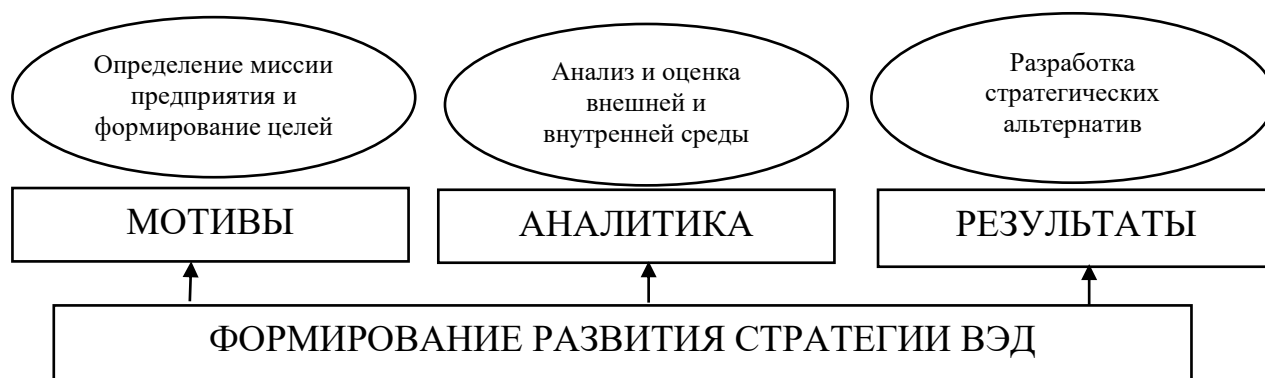 Определение миссии
предприятия и
формирование целей
Анализ и оценка
внешней и
внутренней среды
Разработка
стратегических
альтернатив
МОТИВЫ
АНАЛИТИКА
РЕЗУЛЬТАТЫ
ФОРМИРОВАНИЕ РАЗВИТИЯ СТРАТЕГИИ ВЭД